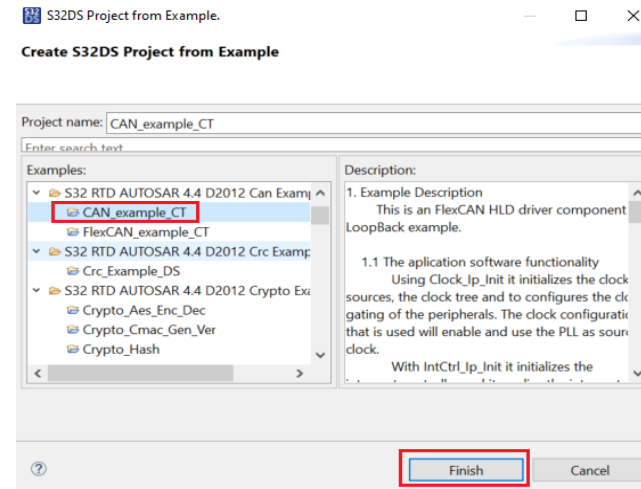 S32DS Project from Example.
Create S32DS Project from Example
Project name: CAN_example_CT
Enter search text
Examples:
S32 RTD AUTOSAR 4.4 D2012 Can Examp
CAN_example_CT
FlexCAN_example_CT
S32 RTD AUTOSAR 4.4 D2012 Crc Examp
Crc_Example_DS
S32 RTD AUTOSAR 4.4 D2012 Crypto Exa
Crypto_Aes_Enc_Dec
Crypto_Cmac_Gen_Ver
Crypto_Hash
Description:
1. Example Description
This is an FlexCAN HLD driver component
LoopBack example.
1.1 The aplication software functionality
Using Clock_Ip_Init it initializes the clock
sources, the clock tree and to configures the clo
gating of the peripherals. The clock configuratio
that is used will enable and use the PLL as sourc
clock.
With IntCtrl_Ip_Init it initializes the
Finish
Cancel